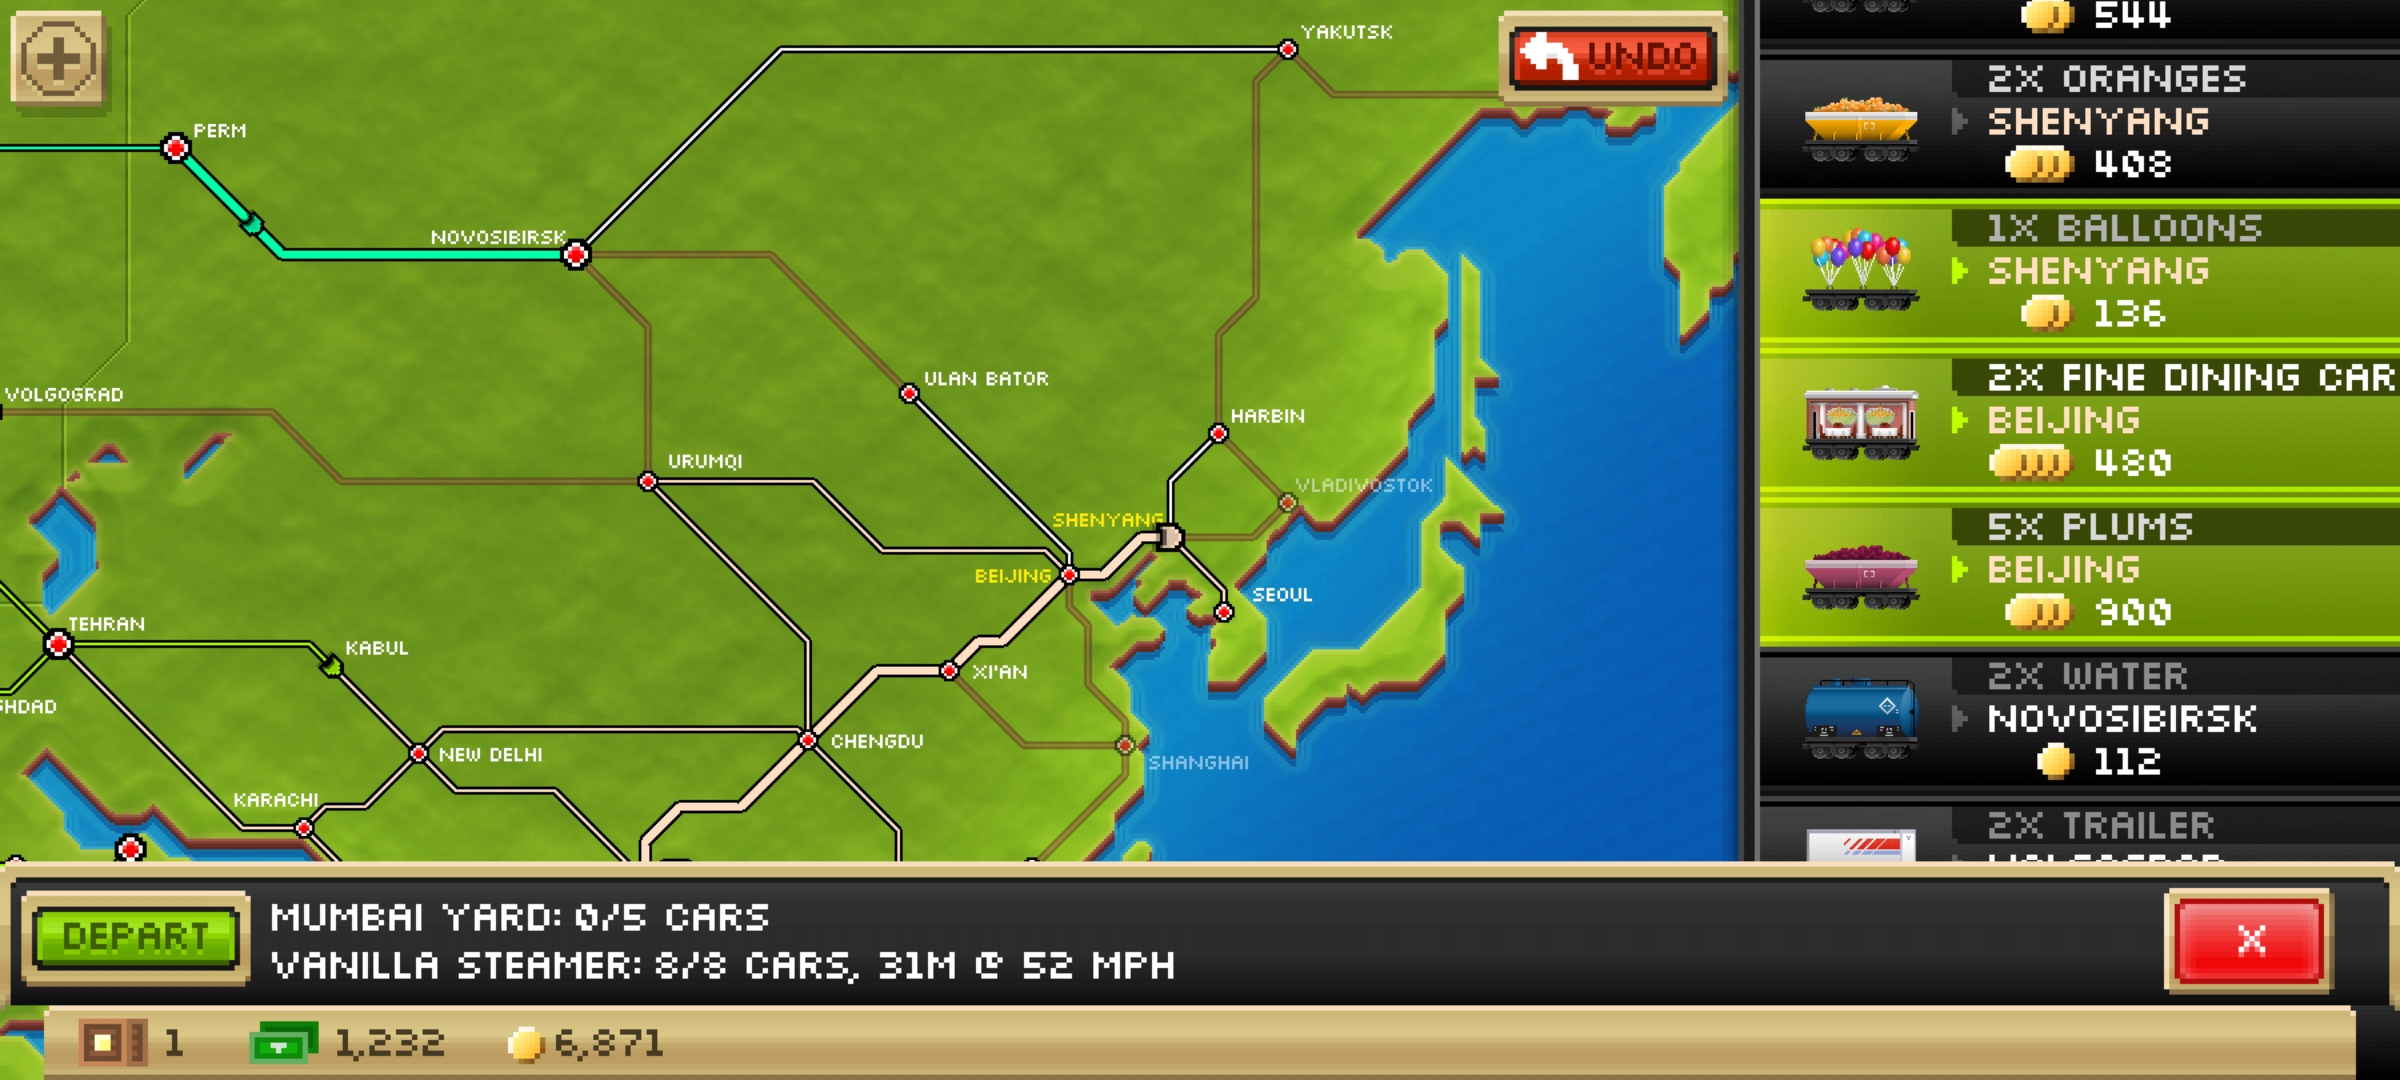 YAKUTSK
UNDO
PERM
NOVOSIBIRSK
ULAN BATOR
VOLGOGRAD
HARBIN
URUMQI
VLADIVOSTOK
SHENYANG
BEIJING
SEOUL
TEHRAN
KABUL
XI'AN
HDAD
CHENGDU
NEW DELHI
SHANGHAI
KARACHI
544
2X ORANGES
SHENYANG
408
1X BALLOONS
SHENYANG
136
2X FINE DINING CAR
BEIJING
480
5X PLUMS
BEIJING
900
2X WATER
NOVOSIBIRSK
112
2X TRAILER
DEPART
MUMBAI YARD: 0/5 CARS
VANILLA STEAMER: 8/8 CARS, 31M @ 52 MPH
X
1
1,232
6,871